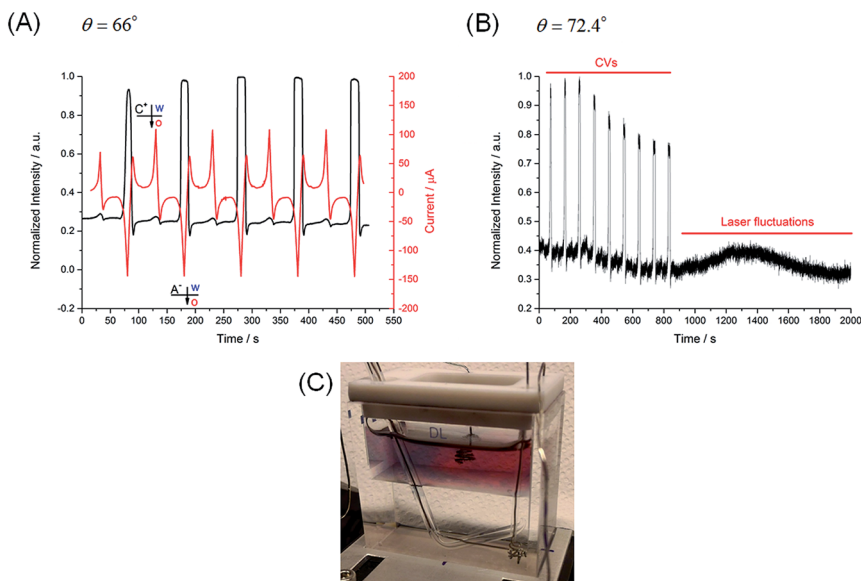 (A)
θ = 66°
Normalized Intensity / a.u.
1.0
0.8
0.6
0.4
0.2
0.0
-0.2
C⁺ W
O
A⁻ W
O
200
150
100
50
0
-50
-100
-150
-200
Current / μA
0 50 100 150 200 250 300 350 400 450 500 550
Time / s
(B)
θ = 72.4°
CVs
Laser fluctuations
Normalized Intensity / a.u.
1.0
0.9
0.8
0.7
0.6
0.5
0.4
0.3
0.2
0 200 400 600 800 1000 1200 1400 1600 1800 2000
Time / s
(C)
DL